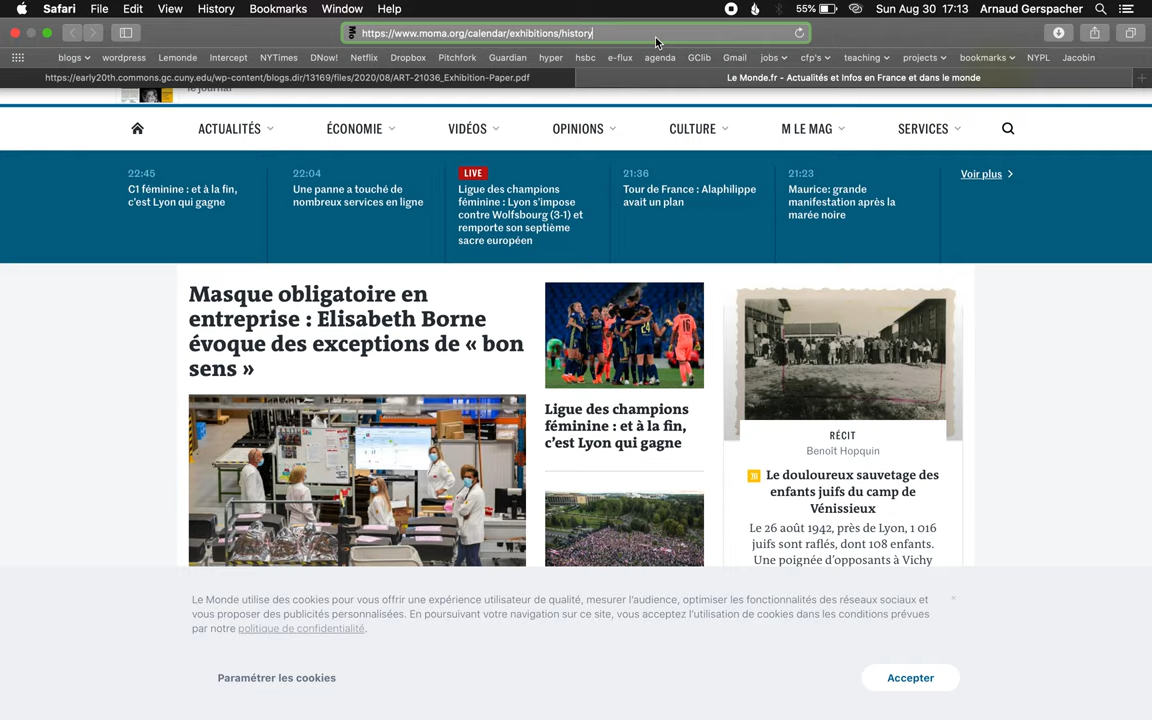 Safari File Edit View History Bookmarks Window Help 55% Sun Aug 30 17:13 Arnaud Gerspacher
https://www.moma.org/calendar/exhibitions/history
blogs wordpress Lemonde Intercept NYTimes DNow! Netflix Dropbox Pitchfork Guardian hyper hsbc e-flux agenda GClib Gmail jobs cfp's teaching projects bookmarks NYPL Jacobin
https://early20th.commons.gc.cuny.edu/wp-content/blogs.dir/13169/files/2020/08/ART-21036_Exhibition-Paper.pdf
Le Monde.fr - Actualités et Infos en France et dans le monde
le journal
ACTUALITÉS ÉCONOMIE VIDÉOS OPINIONS CULTURE M LE MAG SERVICES
22:45
C1 féminine : et à la fin,
c'est Lyon qui gagne
22:04
Une panne a touché de
nombreux services en ligne
LIVE
Ligue des champions
féminine : Lyon s'impose
contre Wolfsbourg (3-1) et
remporte son septième
sacre européen
21:36
Tour de France : Alaphilippe
avait un plan
21:23
Maurice: grande
manifestation après la
marée noire
Voir plus
Masque obligatoire en
entreprise : Elisabeth Borne
évoque des exceptions de « bon
sens »
Ligue des champions
féminine : et à la fin,
c'est Lyon qui gagne
RÉCIT
Benoît Hopquin
Le douloureux sauvetage des
enfants juifs du camp de
Vénissieux
Le 26 août 1942, près de Lyon, 1 016
juifs sont raflés, dont 108 enfants.
Une poignée d'opposants à Vichy
Le Monde utilise des cookies pour vous offrir une expérience utilisateur de qualité, mesurer l'audience, optimiser les fonctionnalités des réseaux sociaux et
vous proposer des publicités personnalisées. En poursuivant votre navigation sur ce site, vous acceptez l'utilisation de cookies dans les conditions prévues
par notre politique de confidentialité.
Paramétrer les cookies
Accepter